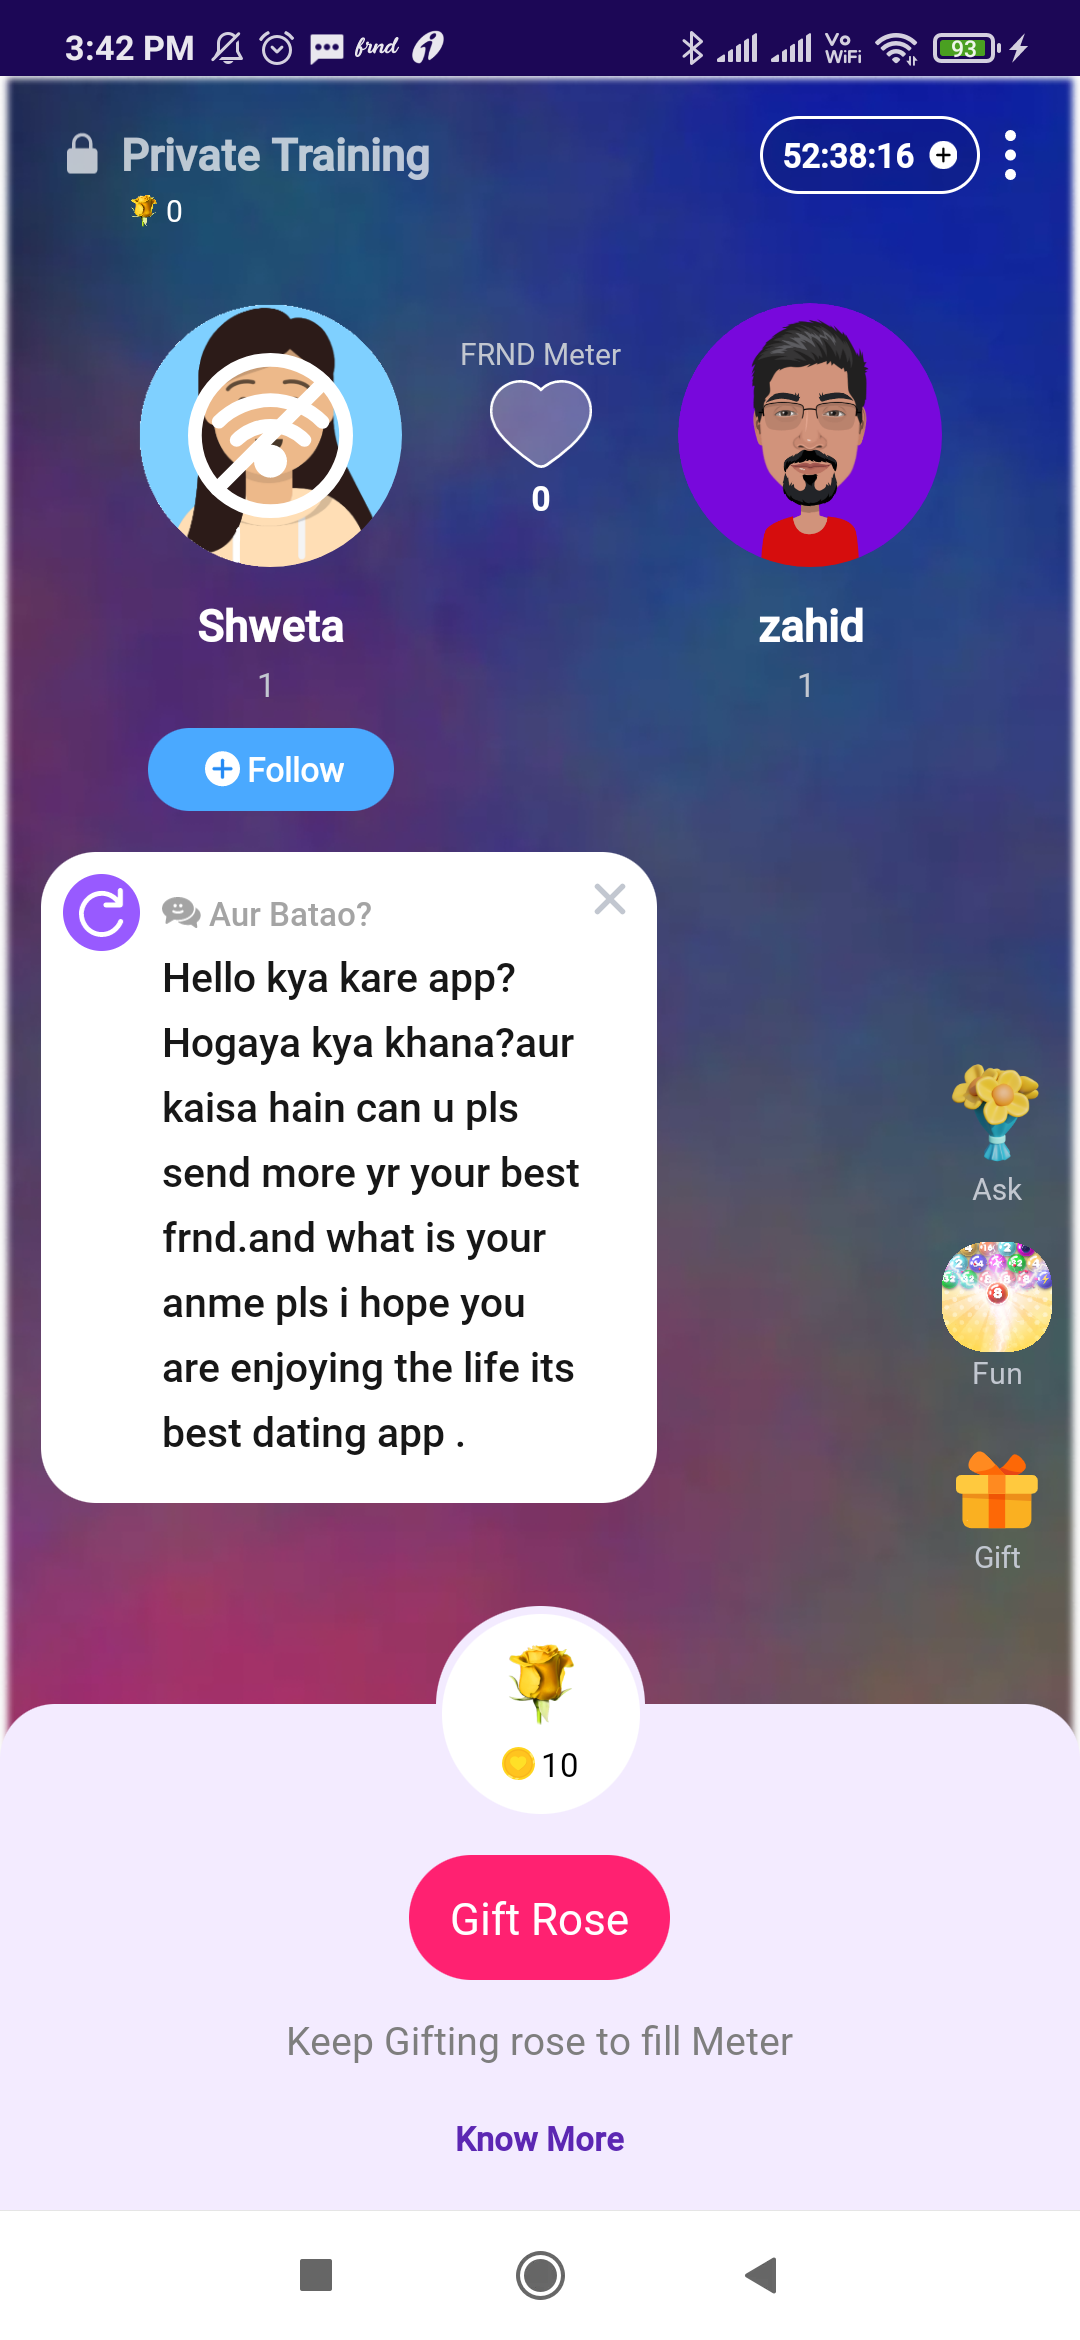 3:42 PM
frnd
Vo
WiFi
93
Private Training
52:38:16
0
FRND Meter
0
Shweta
zahid
1
1
Follow
Aur Batao?
Hello kya kare app?
Hogaya kya khana?aur
kaisa hain can u pls
send more yr your best
frnd.and what is your
anme pls i hope you
are enjoying the life its
best dating app .
Ask
8
Fun
Gift
10
Gift Rose
Keep Gifting rose to fill Meter
Know More